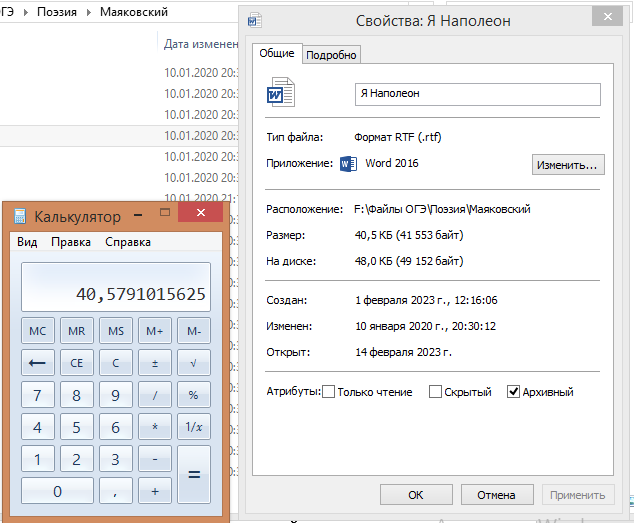 ГЭ ▸ Поэзия ▸ Маяковский
Дата изменен
10.01.2020 20:3
10.01.2020 20:3
10.01.2020 20:3
10.01.2020 20:3
10.01.2020 20:3
10.01.2020 20:3
10.01.2020 21:
Калькулятор
Вид Правка Справка
40,5791015625
MC MR MS M+ M-
← CE C ± √
7 8 9 / %
4 5 6 * 1/x
1 2 3 - =
0 , +
Свойства: Я Наполеон
Общие Подробно
Я Наполеон
Тип файла: Формат RTF (.rtf)
Приложение: Word 2016 Изменить...
Расположение: F:\Файлы ОГЭ\Поэзия\Маяковский
Размер: 40,5 КБ (41 553 байт)
На диске: 48,0 КБ (49 152 байт)
Создан: 1 февраля 2023 г., 12:16:06
Изменен: 10 января 2020 г., 20:30:12
Открыт: 14 февраля 2023 г.
Атрибуты: Только чтение Скрытый Архивный
ОК Отмена Применить